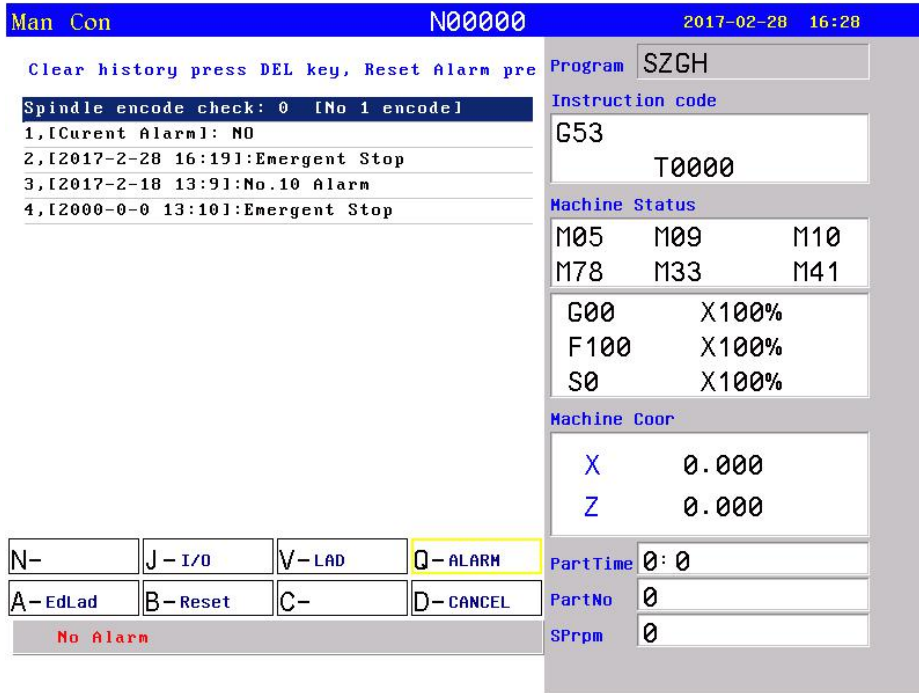 Man Con N00000 2017-02-28 16:28
Clear history press DEL key, Reset Alarm pre
Spindle encode check: 0 [No 1 encode]
1,[Curent Alarm]: NO
2,[2017-2-28 16:19]:Emergent Stop
3,[2017-2-18 13:9]:No.10 Alarm
4,[2000-0-0 13:10]:Emergent Stop
N-
J-I/O
V-LAD
Q-ALARM
A-EdLad
B-Reset
C-
D-CANCEL
No Alarm
Program SZGH
Instruction code
G53
T0000
Machine Status
M05 M09 M10
M78 M33 M41
G00 X100%
F100 X100%
S0 X100%
Machine Coor
X 0.000
Z 0.000
PartTime 0: 0
PartNo 0
SPrpm 0